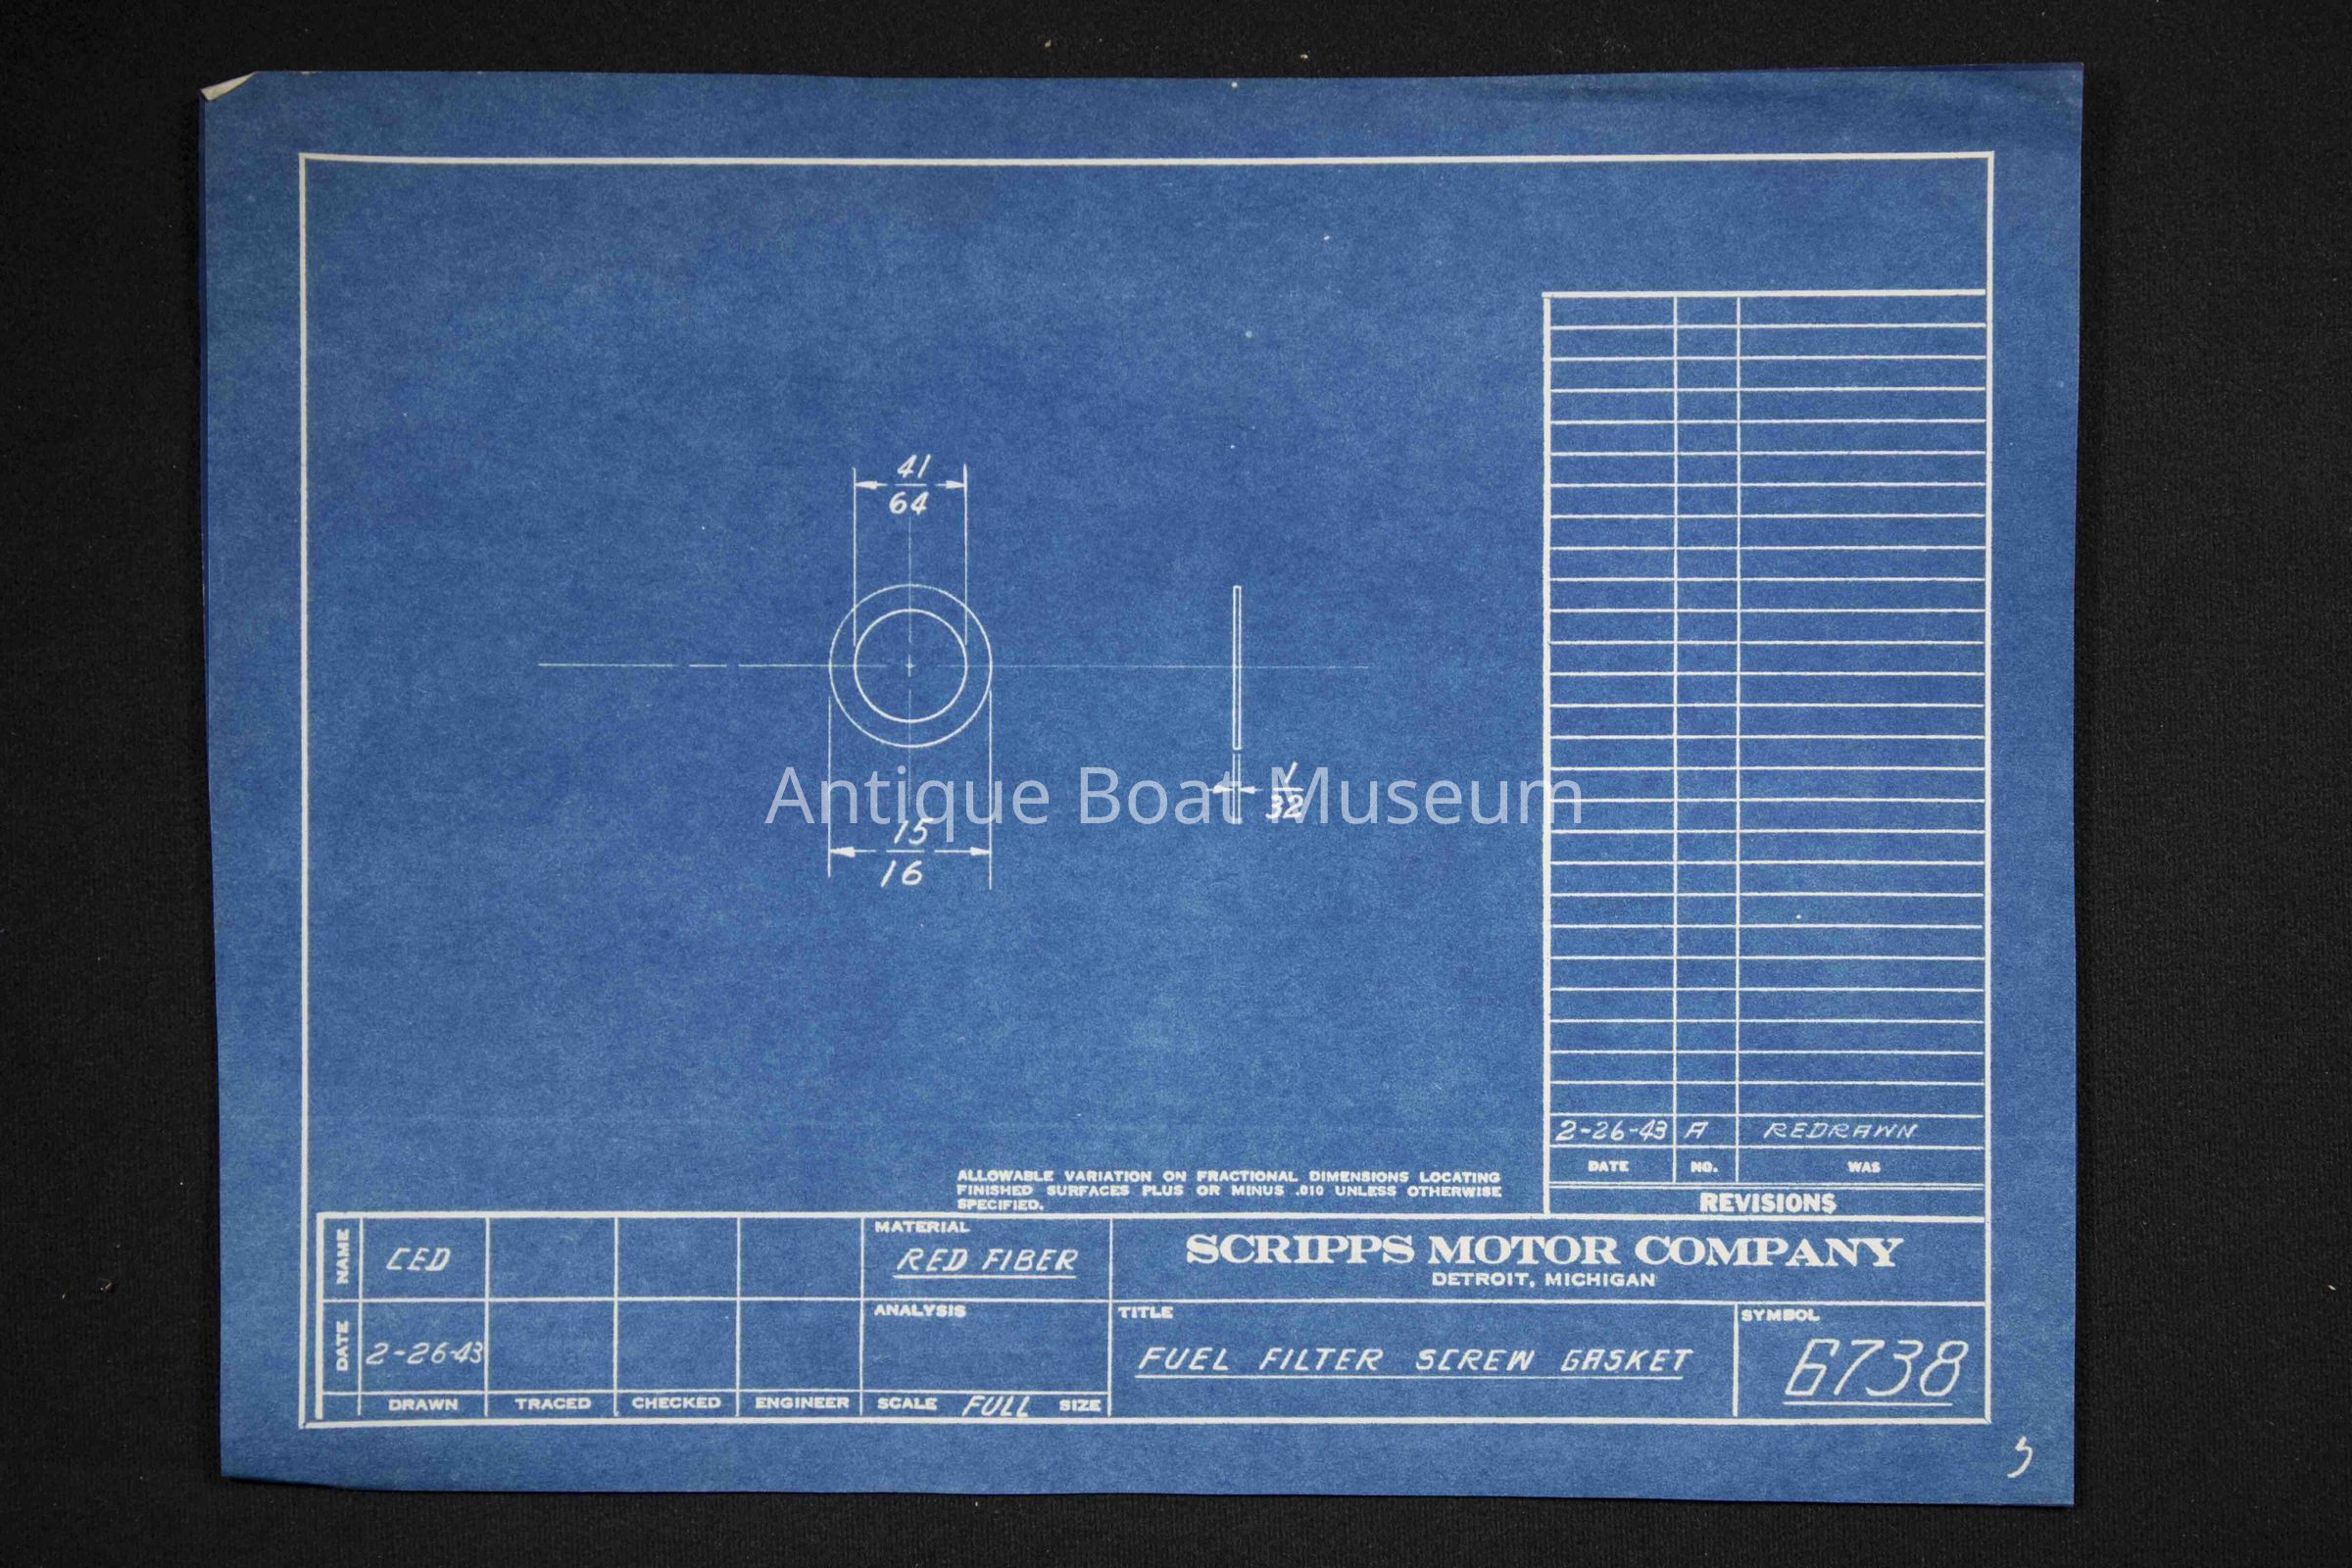 41
64
1
32
Antique Boat Museum
15
16
2-26-43 A REDRAWN
DATE NO. WAS
REVISIONS
ALLOWABLE VARIATION ON FRACTIONAL DIMENSIONS LOCATING
FINISHED SURFACES PLUS OR MINUS .010 UNLESS OTHERWISE
SPECIFIED.
NAME CED
DATE 2-26-43
DRAWN TRACED CHECKED ENGINEER
MATERIAL
RED FIBER
ANALYSIS
SCALE FULL SIZE
SCRIPPS MOTOR COMPANY
DETROIT, MICHIGAN
TITLE
FUEL FILTER SCREW GASKET
SYMBOL
6738